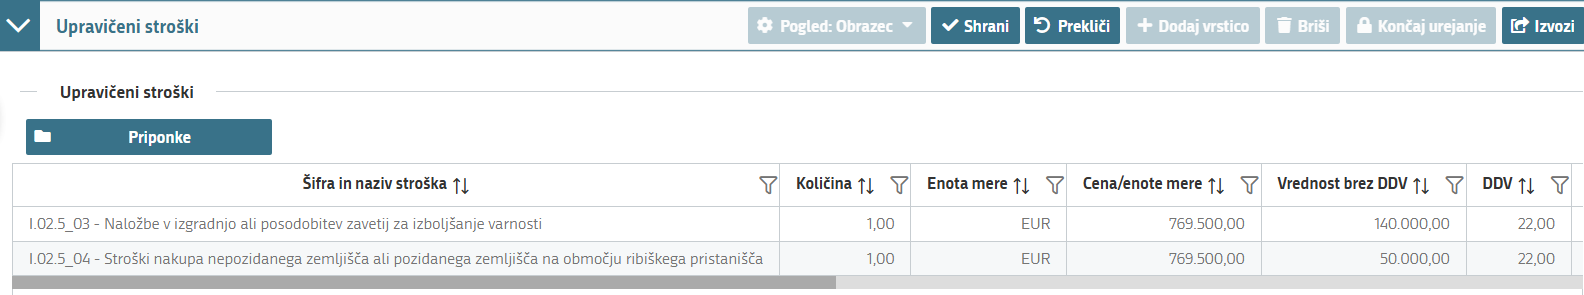 Upravičeni stroški
Pogled: Obrazec
Shrani
Prekliči
Dodaj vrstico
Briši
Končaj urejanje
Izvozi
Upravičeni stroški
Priponke
Šifra in naziv stroška Količina Enota mere Cena/enote mere Vrednost brez DDV DDV
I.02.5_03 - Naložbe v izgradnjo ali posodobitev zavetij za izboljšanje varnosti 1,00 EUR 769.500,00 140.000,00 22,00
I.02.5_04 - Stroški nakupa nepozidanega zemljišča ali pozidanega zemljišča na območju ribiškega pristanišča 1,00 EUR 769.500,00 50.000,00 22,00